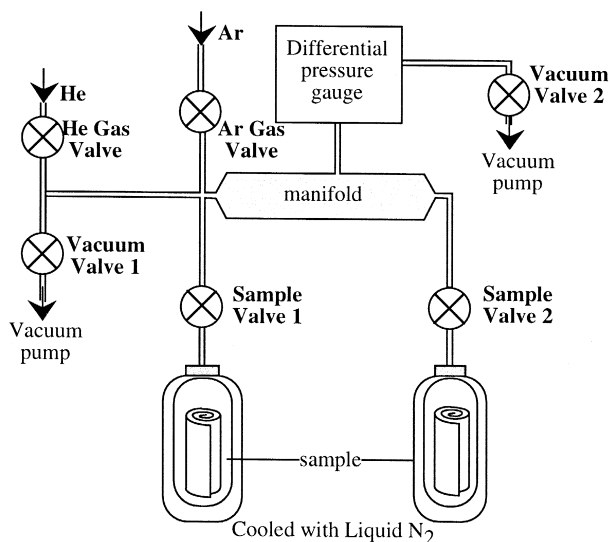 Ar
Differential
pressure
gauge
Vacuum
Valve 2
He
He Gas
Valve
Ar Gas
Valve
Vacuum
pump
manifold
Vacuum
Valve 1
Sample
Valve 1
Sample
Valve 2
Vacuum
pump
sample
Cooled with Liquid N2